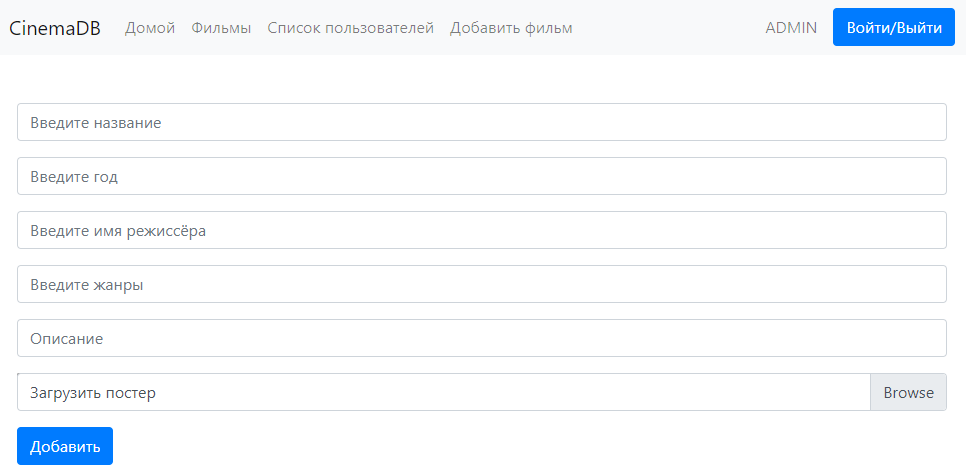 CinemaDB Домой Фильмы Список пользователей Добавить фильм ADMIN Войти/Выйти
Введите название
Введите год
Введите имя режиссёра
Введите жанры
Описание
Загрузить постер Browse
Добавить